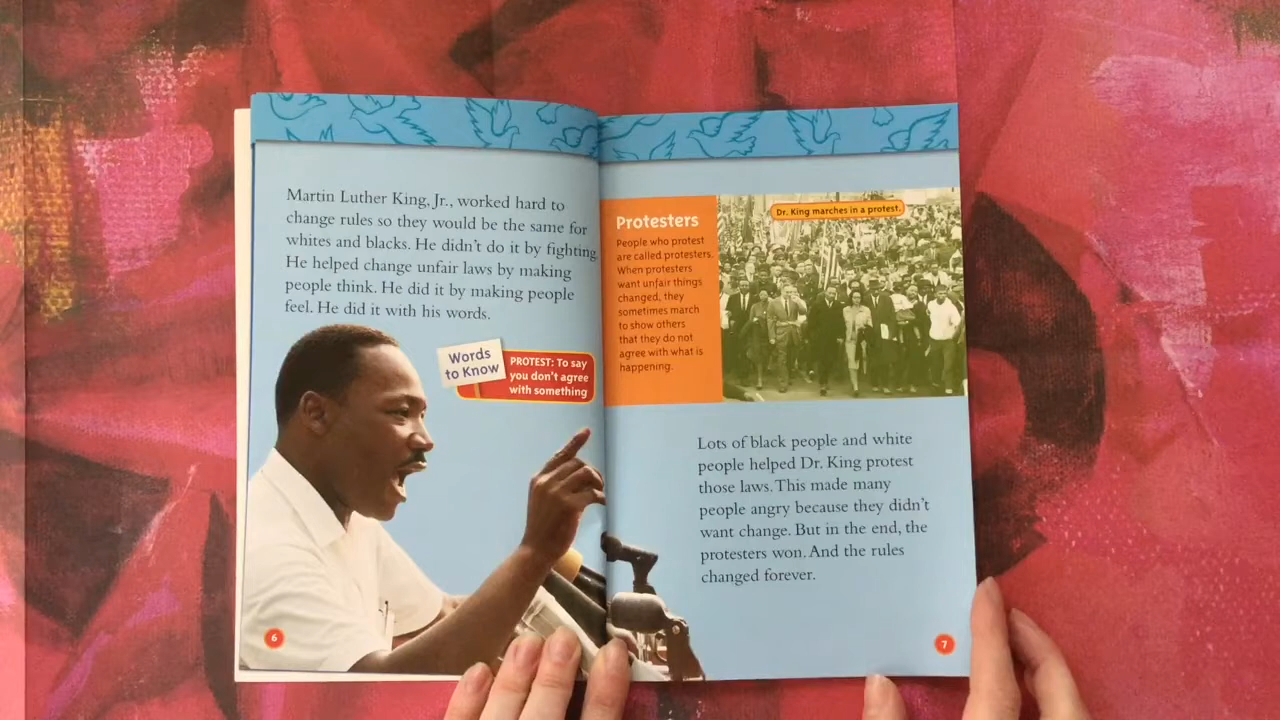 Martin Luther King, Jr., worked hard to
change rules so they would be the same for
whites and blacks. He didn't do it by fighting.
He helped change unfair laws by making
people think. He did it by making people
feel. He did it with his words.
Words
to Know
PROTEST: To say
you don't agree
with something
6
Protesters
People who protest
are called protesters.
When protesters
want unfair things
changed, they
sometimes march
to show others
that they do not
agree with what is
happening.
Dr. King marches in a protest.
Lots of black people and white
people helped Dr. King protest
those laws. This made many
people angry because they didn't
want change. But in the end, the
protesters won. And the rules
changed forever.
7